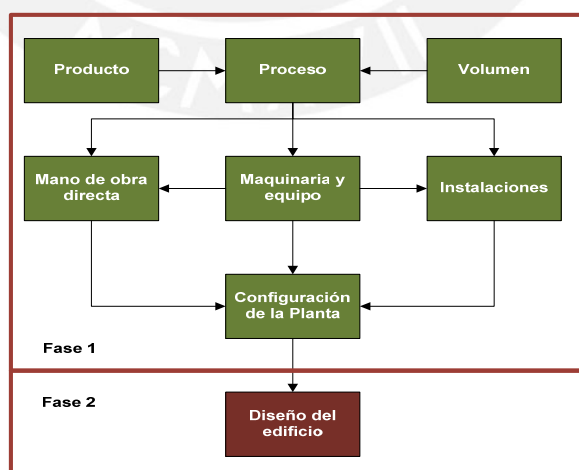 Producto
Proceso
Volumen
Mano de obra
directa
Maquinaria y
equipo
Instalaciones
Configuración
de la Planta
Fase 1
Fase 2
Diseño del
edificio